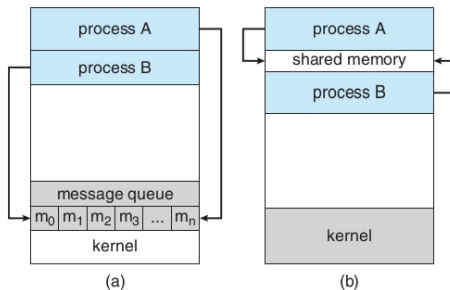 process A
process B
message queue
m0 m1 m2 m3 ... mn
kernel
(a)
process A
shared memory
process B
kernel
(b)